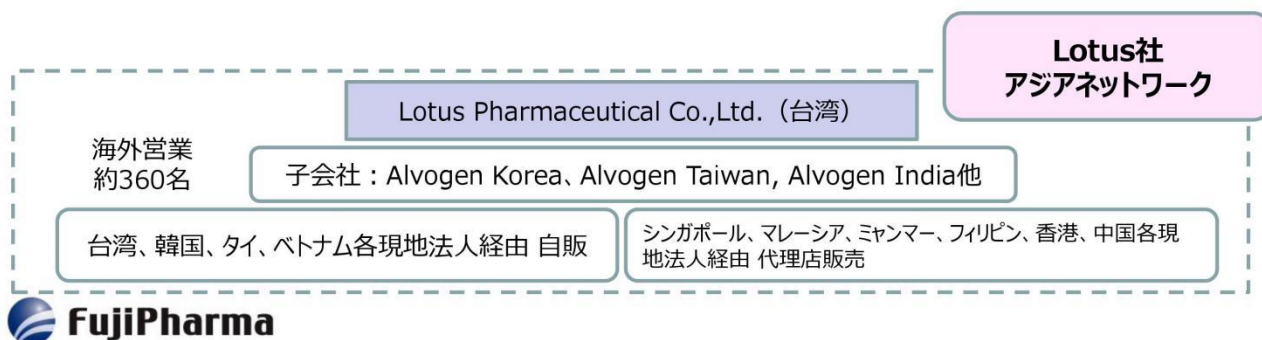 Lotus社
アジアネットワーク
Lotus Pharmaceutical Co.,Ltd.（台湾）
海外営業
約360名
子会社：Alvogen Korea、Alvogen Taiwan, Alvogen India他
台湾、韓国、タイ、ベトナム各現地法人経由 自販
シンガポール、マレーシア、ミャンマー、フィリピン、香港、中国各現
地法人経由 代理店販売
FujiPharma